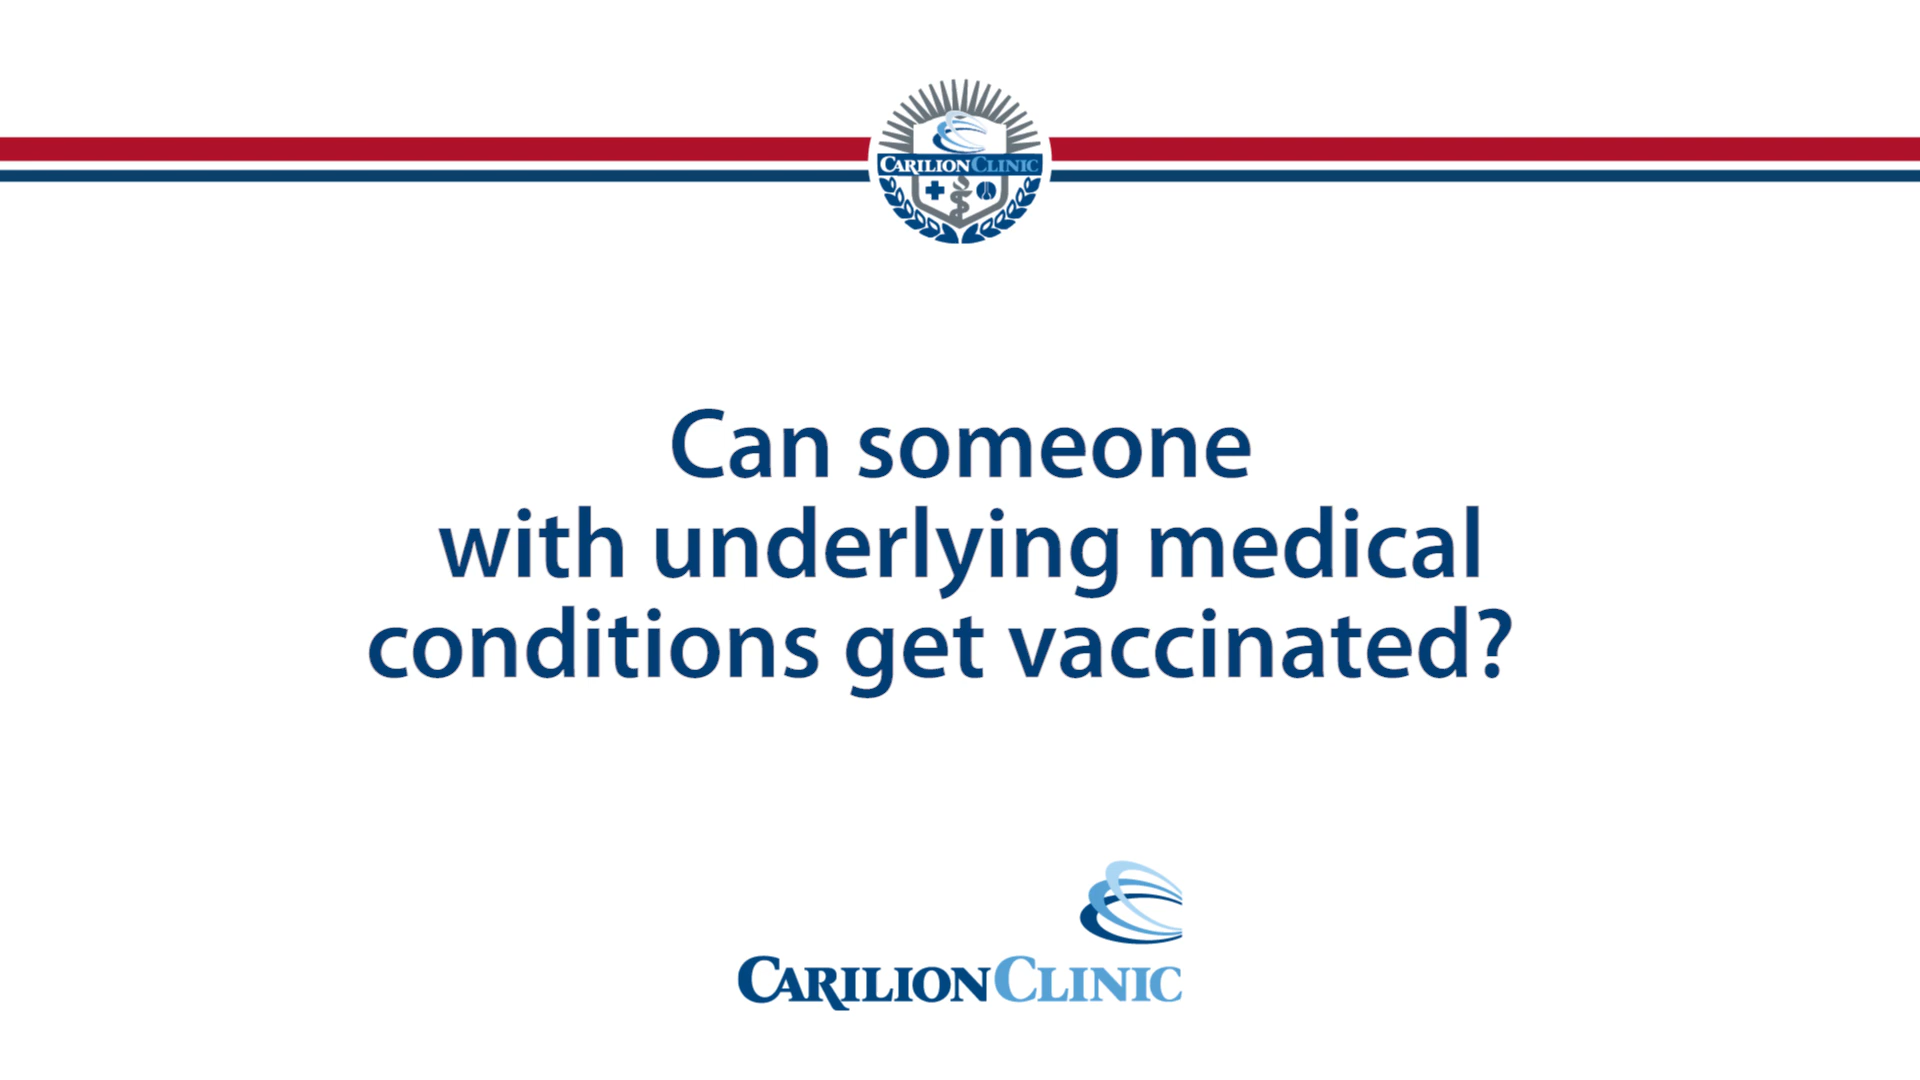 CARILION CLINIC
Can someone
with underlying medical
conditions get vaccinated?
CARILION CLINIC